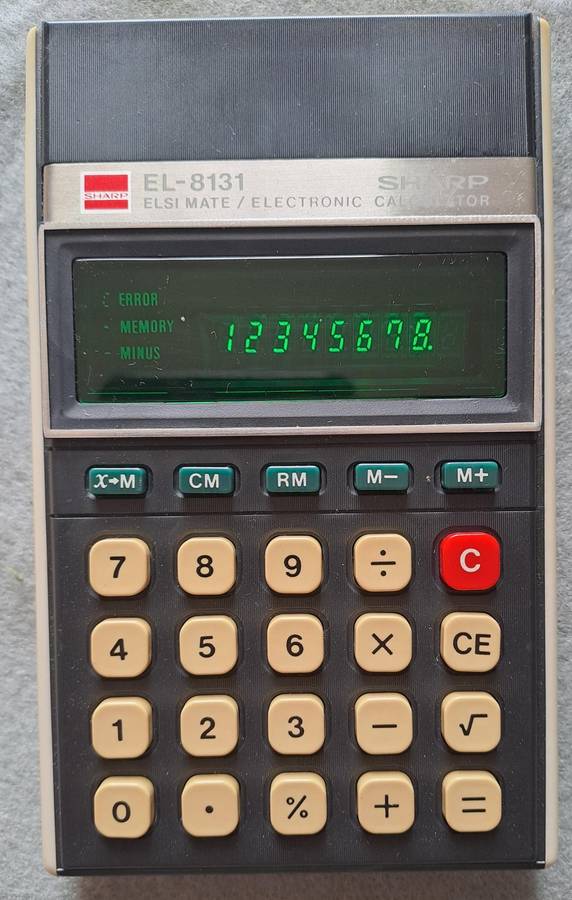 SHARP
EL-8131 SHARP
ELSI MATE / ELECTRONIC CALCULATOR
ERROR
MEMORY
MINUS
12345678.
x→M CM RM M− M+
7 8 9 ÷ C
4 5 6 × CE
1 2 3 − √
0 · % + =